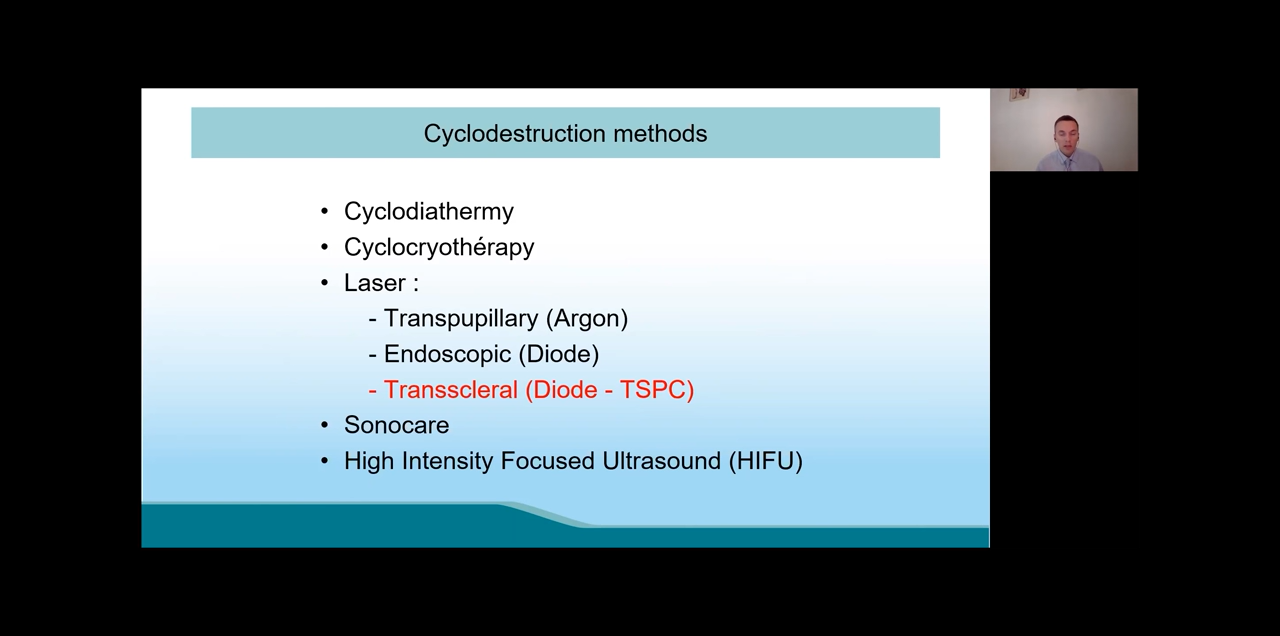 Cyclodestruction methods
• Cyclodiathermy
• Cyclocryothérapy
• Laser :
- Transpupillary (Argon)
- Endoscopic (Diode)
- Transscleral (Diode - TSPC)
• Sonocare
• High Intensity Focused Ultrasound (HIFU)